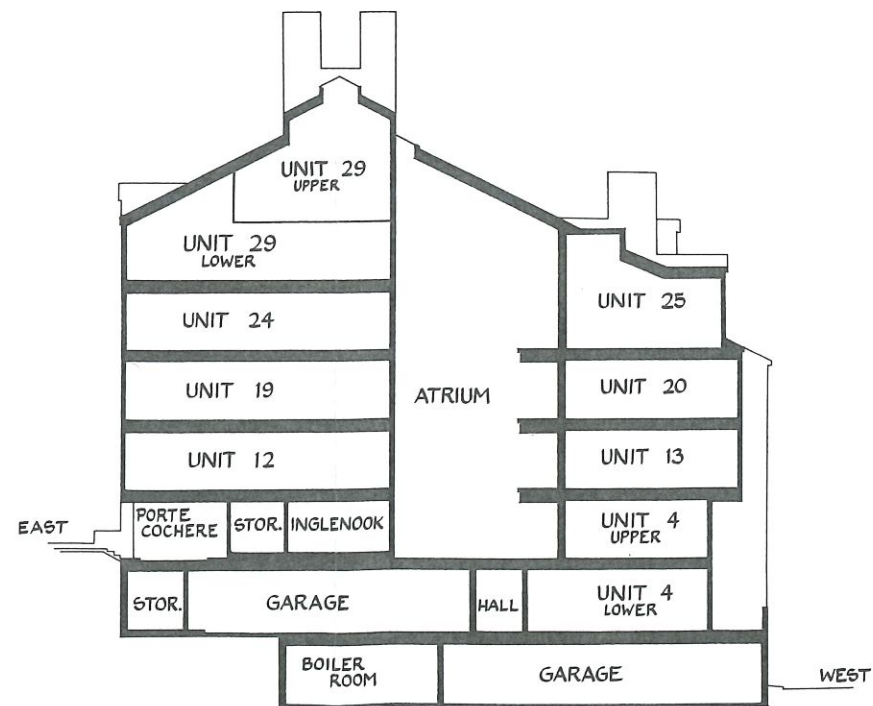 UNIT 29
UPPER
UNIT 29
LOWER
UNIT 25
UNIT 24
UNIT 19
ATRIUM
UNIT 20
UNIT 12
UNIT 13
EAST
PORTE
COCHERE
STOR.
INGLENOOK
UNIT 4
UPPER
STOR.
GARAGE
HALL
UNIT 4
LOWER
BOILER
ROOM
GARAGE
WEST